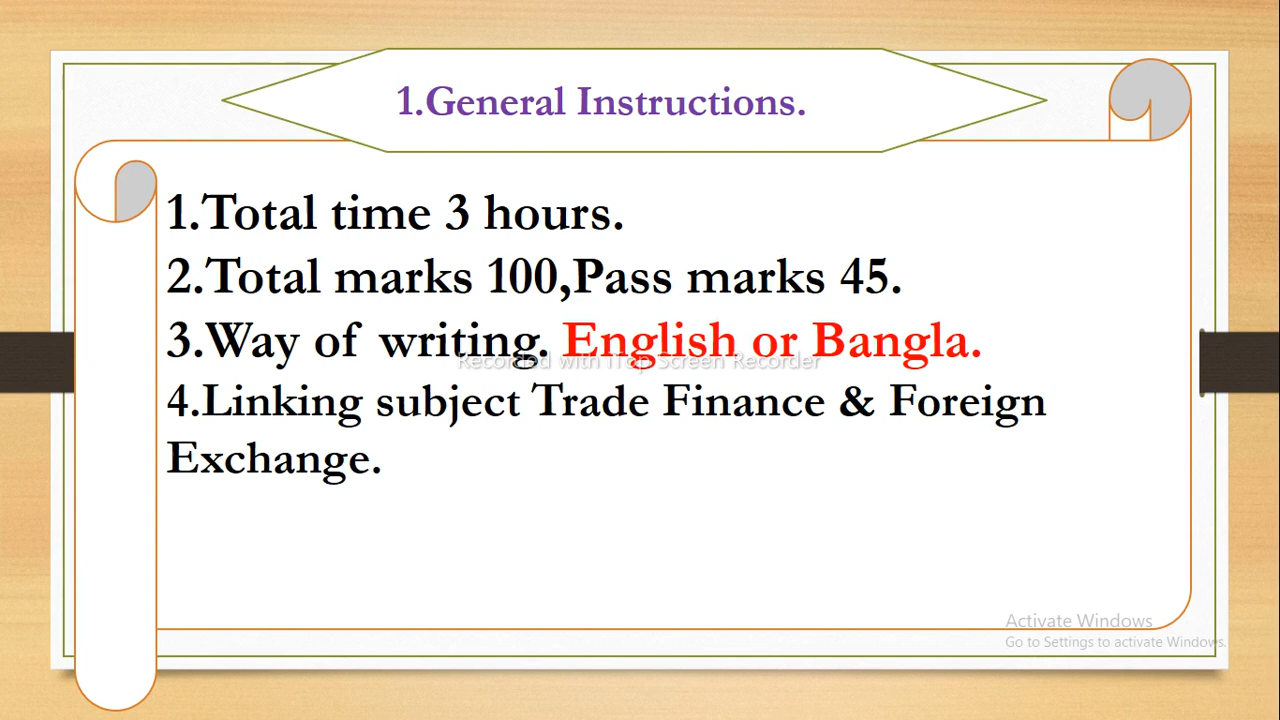 1.General Instructions.
1.Total time 3 hours.
2.Total marks 100,Pass marks 45.
3.Way of writing. English or Bangla.
Recorded with iTop Screen Recorder
4.Linking subject Trade Finance & Foreign
Exchange.
Activate Windows
Go to Settings to activate Windows.